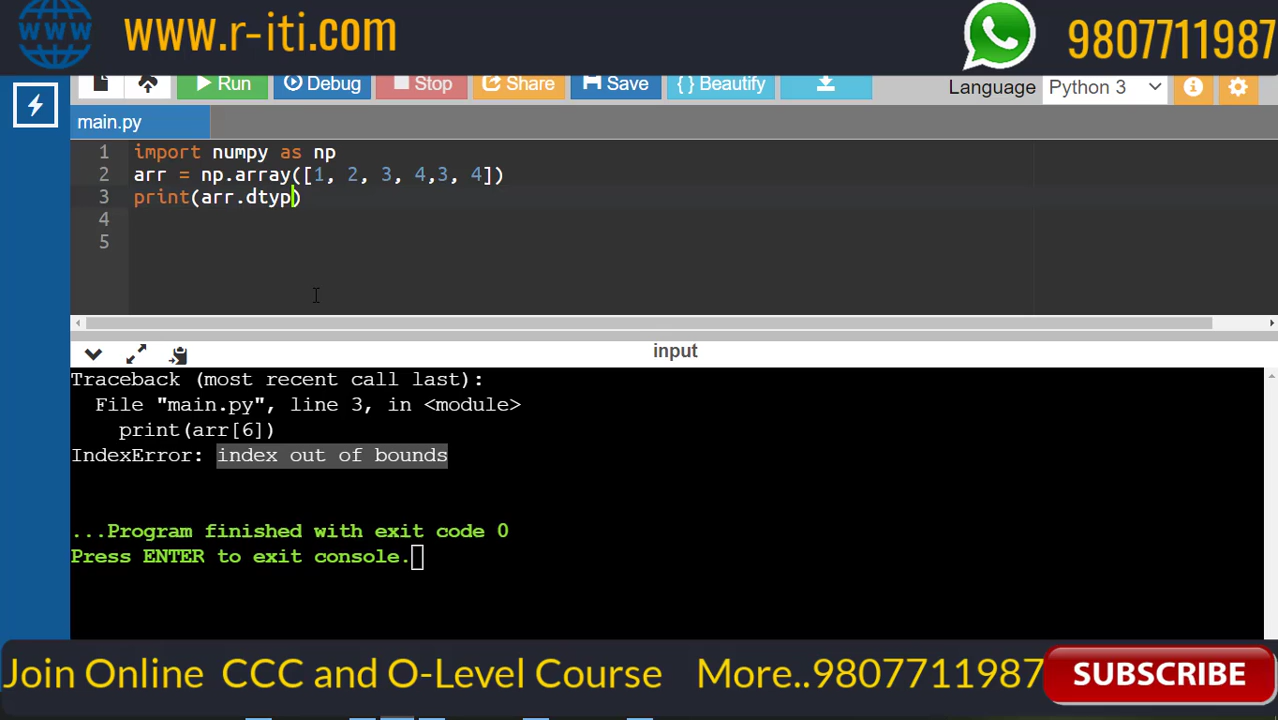 www.r-iti.com
9807711987
Run Debug Stop Share Save { } Beautify Language Python 3
main.py
1 import numpy as np
2 arr = np.array([1, 2, 3, 4,3, 4])
3 print(arr.dtyp)
4
5
input
Traceback (most recent call last):
File "main.py", line 3, in <module>
print(arr[6])
IndexError: index out of bounds
...Program finished with exit code 0
Press ENTER to exit console.
Join Online CCC and O-Level Course More..9807711987 SUBSCRIBE